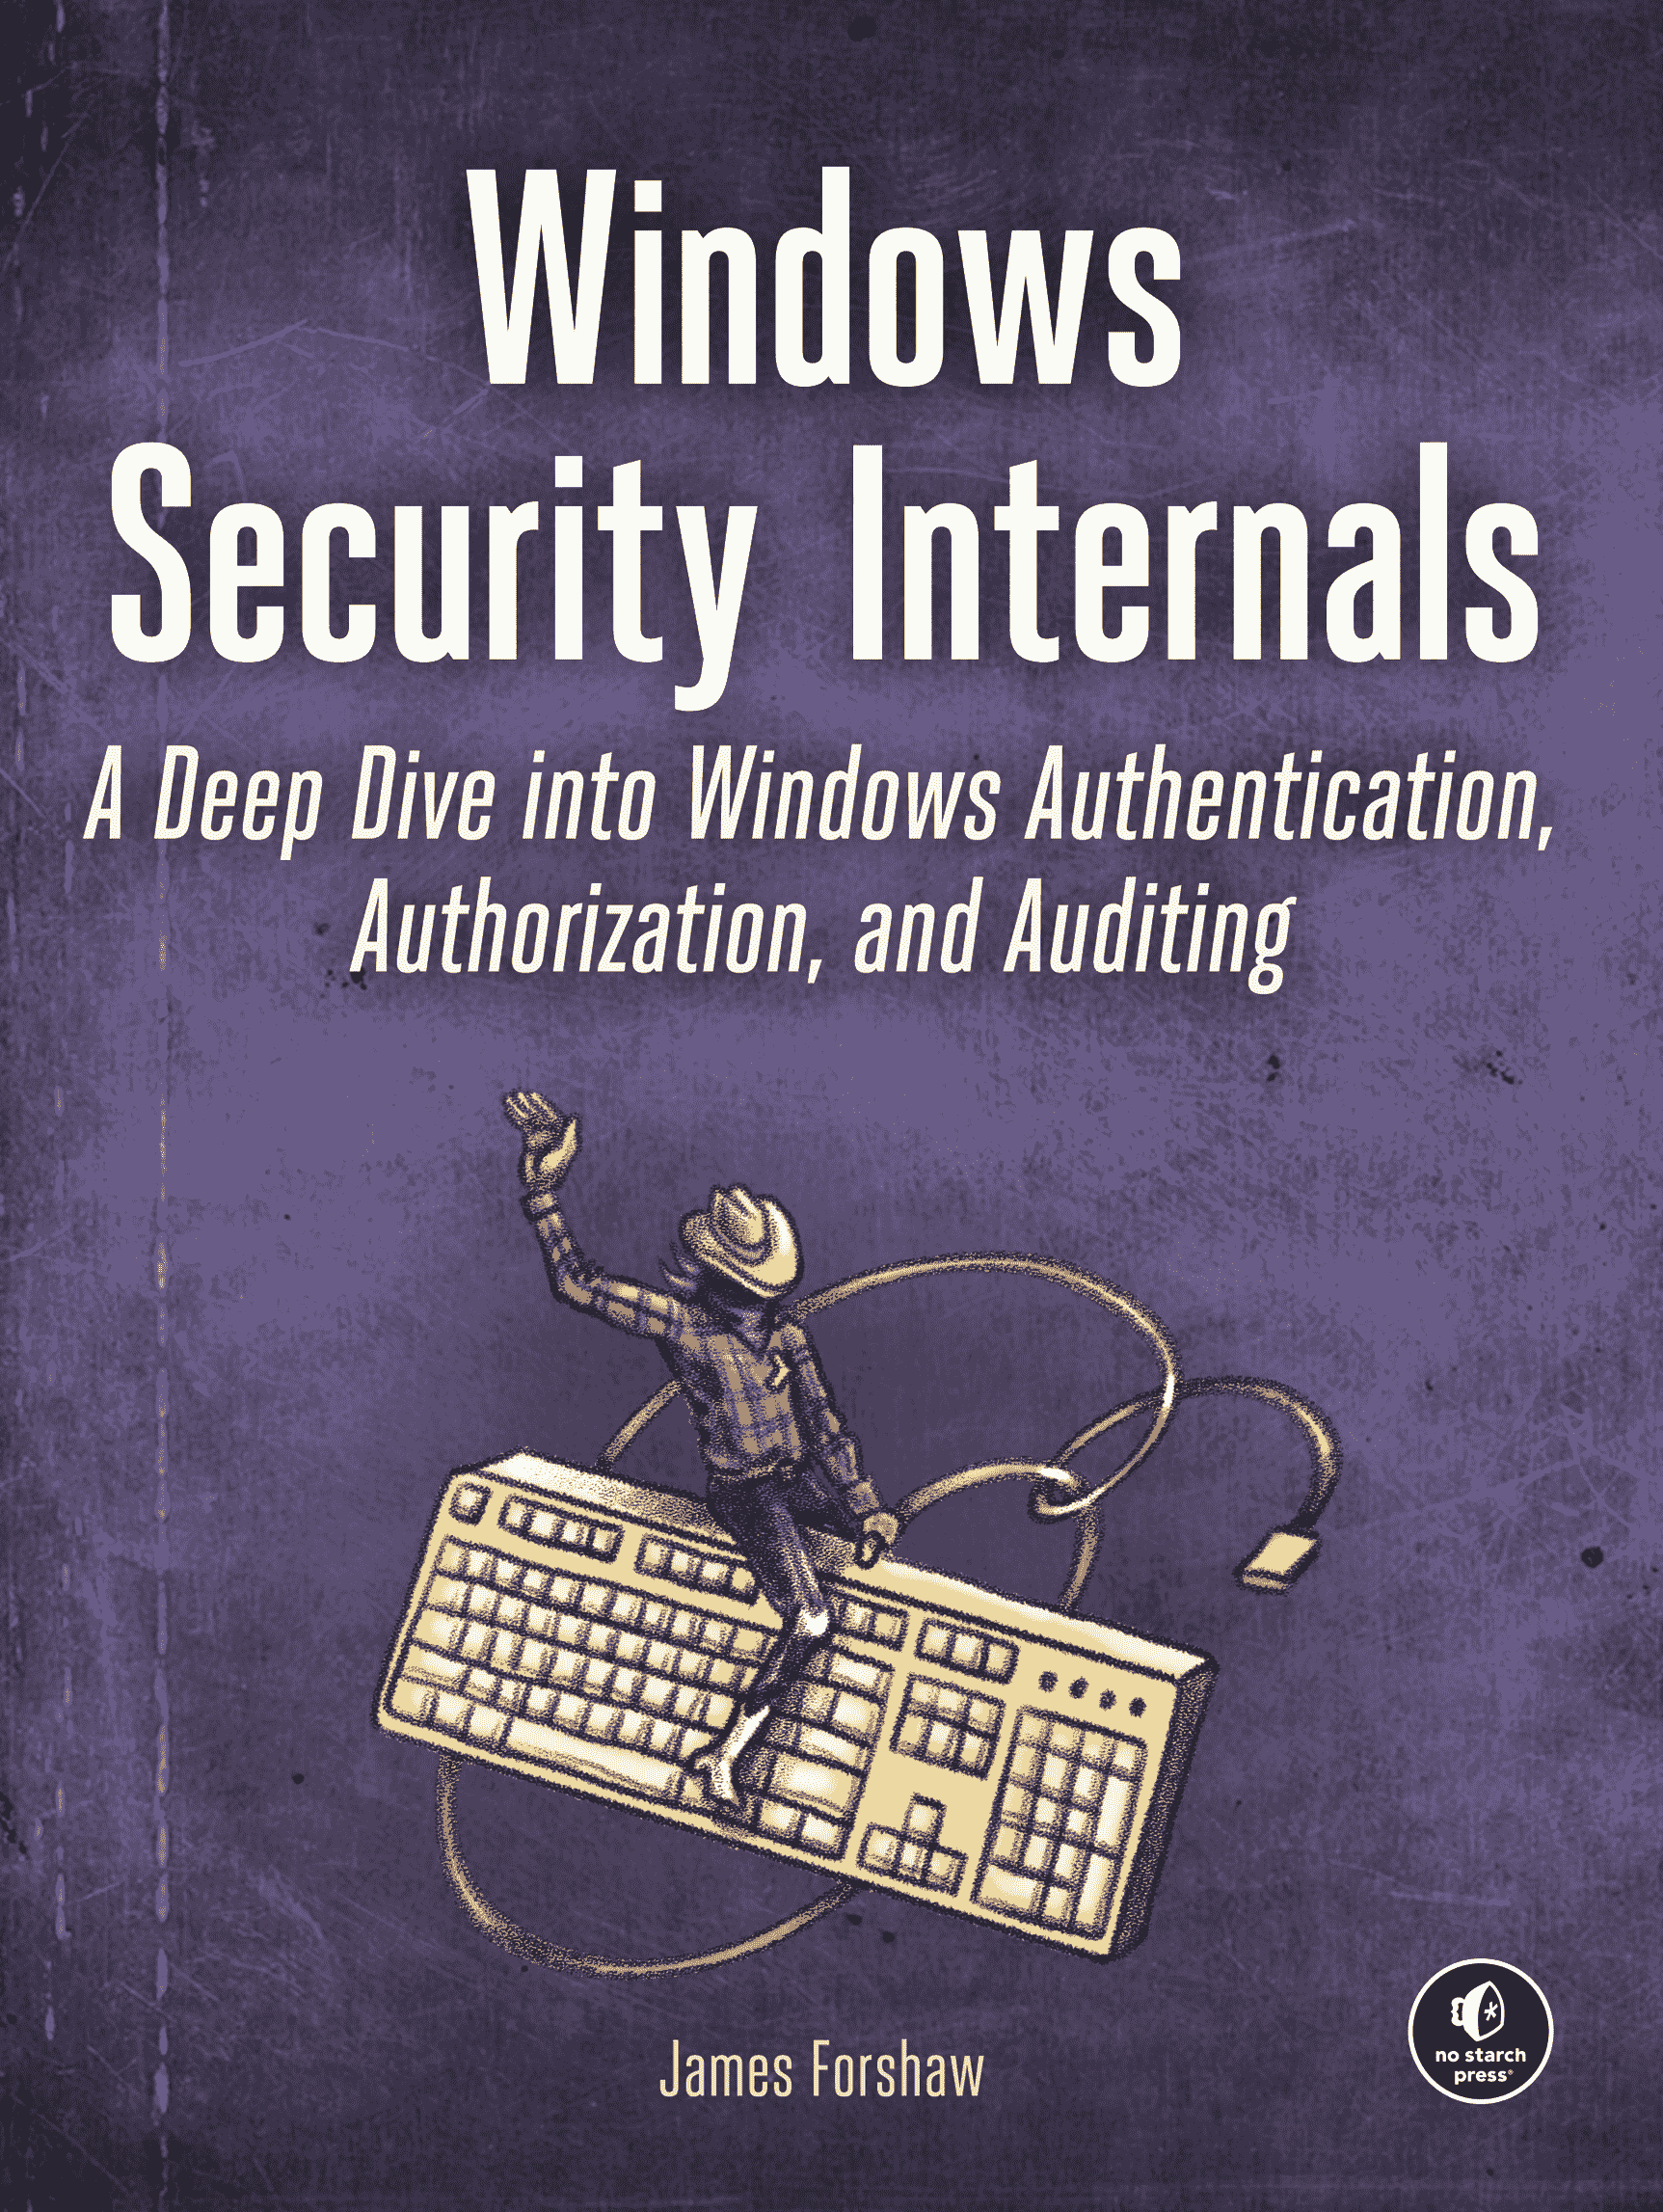 Windows
Security Internals
A Deep Dive into Windows Authentication,
Authorization, and Auditing
James Forshaw
no starch
press